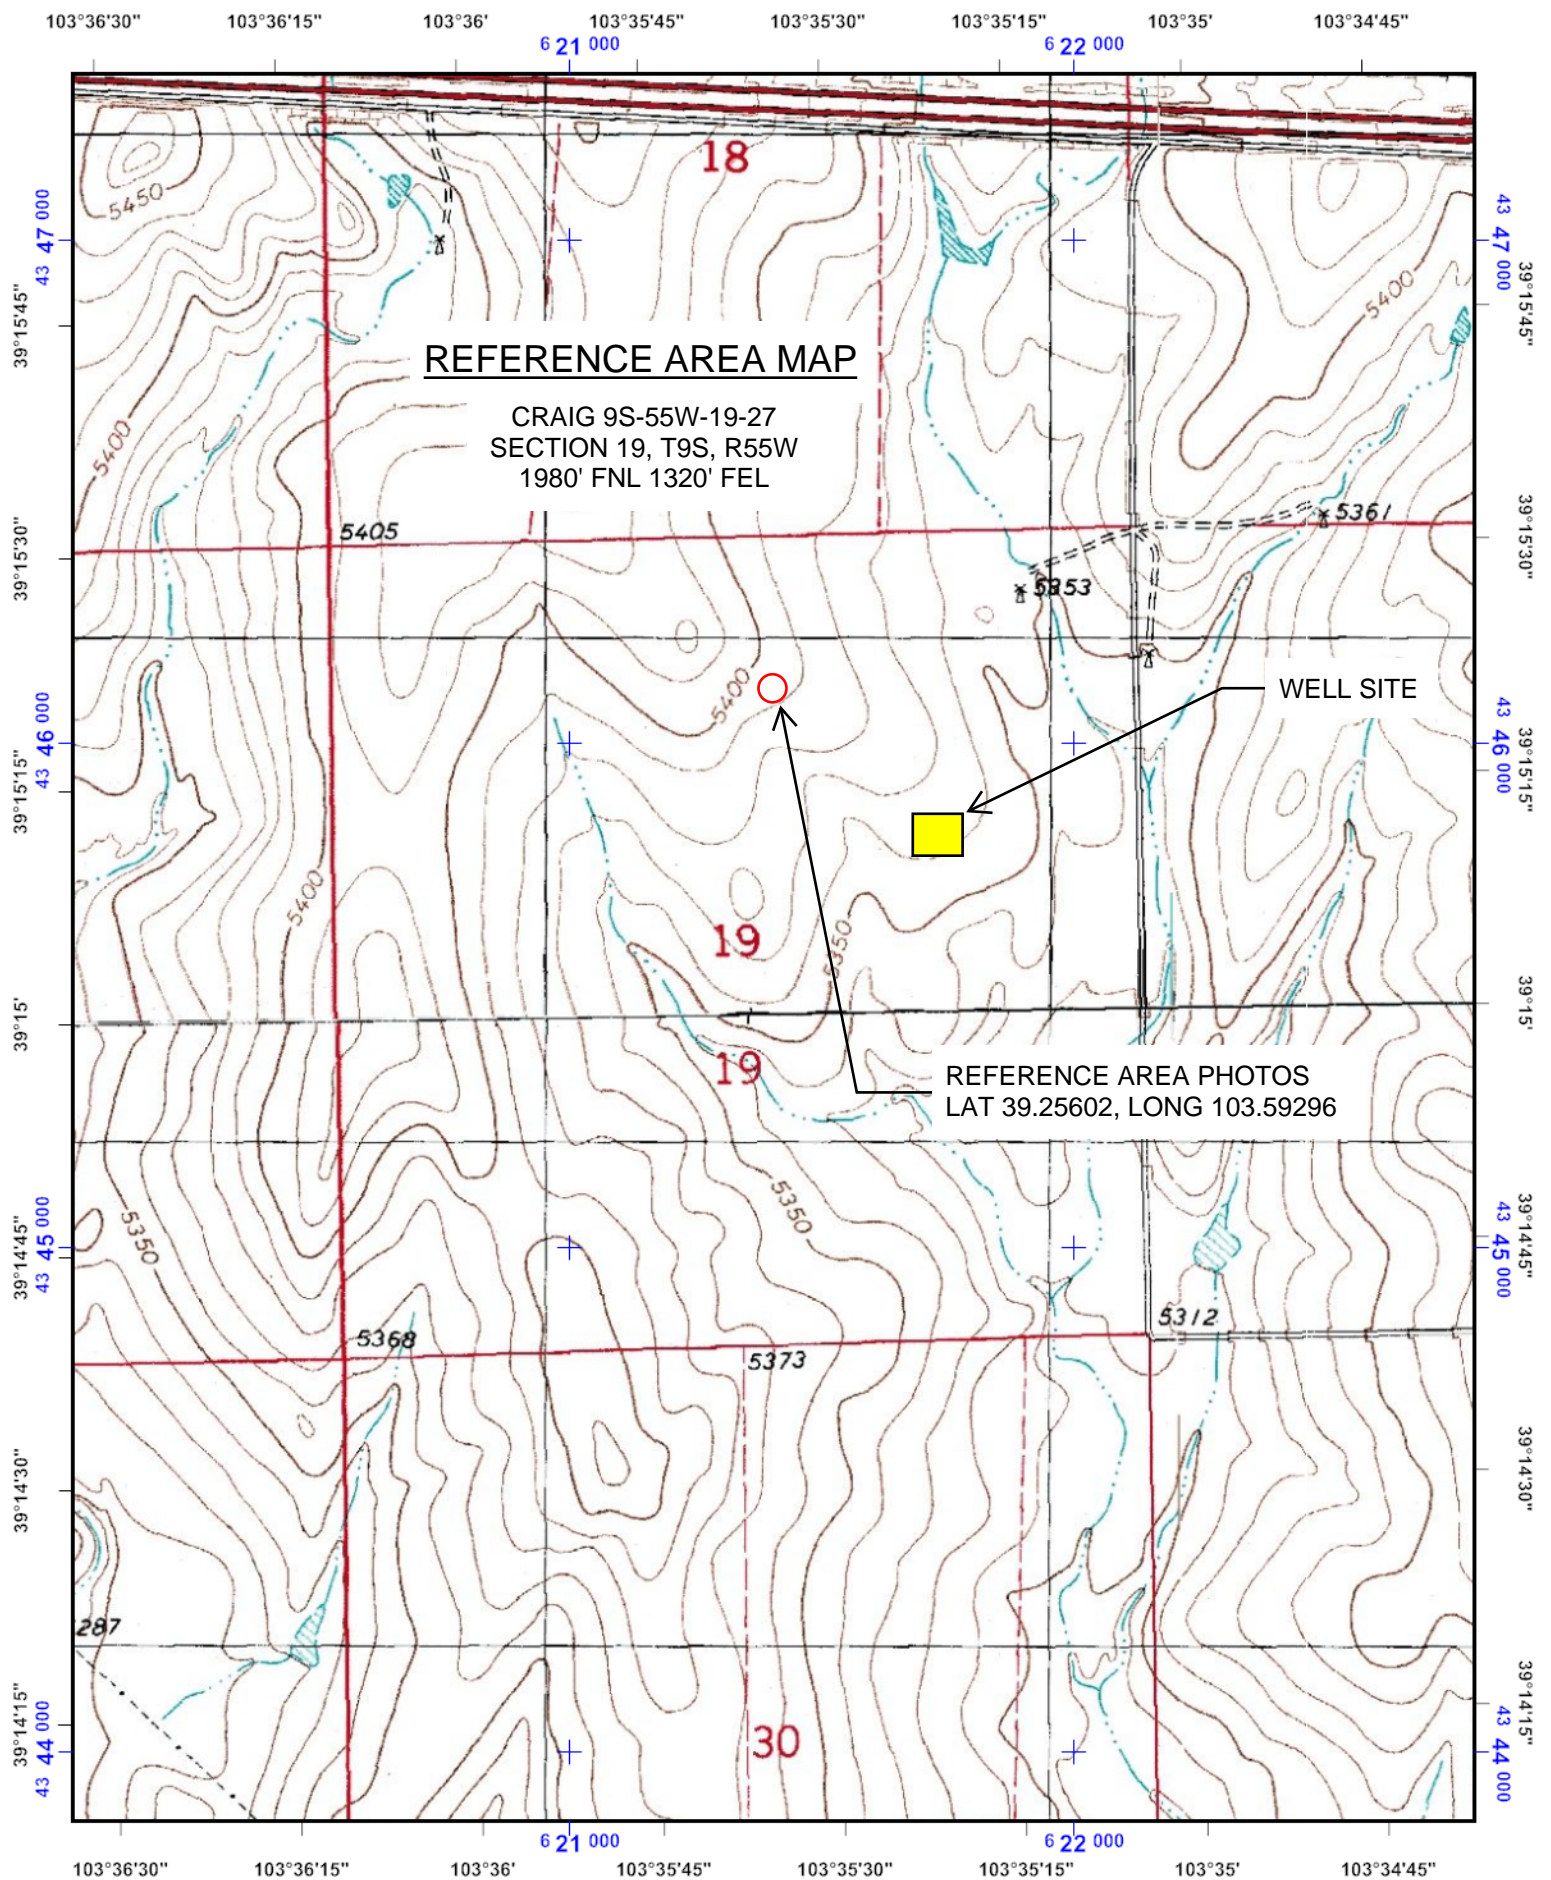 103°36'30" 103°36'15" 103°36' 103°35'45" 103°35'30" 103°35'15" 103°35' 103°34'45"
6 21 000 6 22 000
18
5450
43 47 000
43 47 000
39°15'45"
39°15'45"
5400
REFERENCE AREA MAP
CRAIG 9S-55W-19-27
SECTION 19, T9S, R55W
1980' FNL 1320' FEL
5400
5405
5361
39°15'30"
39°15'30"
5353
5400
WELL SITE
43 46 000
43 46 000
39°15'15"
39°15'15"
5400
19
5350
39°15'
39°15'
19
REFERENCE AREA PHOTOS
LAT 39.25602, LONG 103.59296
5350
5350
39°14'45"
39°14'45"
43 45 000
43 45 000
5312
5368
5373
39°14'30"
39°14'30"
287
39°14'15"
39°14'15"
43 44 000
43 44 000
30
6 21 000 6 22 000
103°36'30" 103°36'15" 103°36' 103°35'45" 103°35'30" 103°35'15" 103°35' 103°34'45"